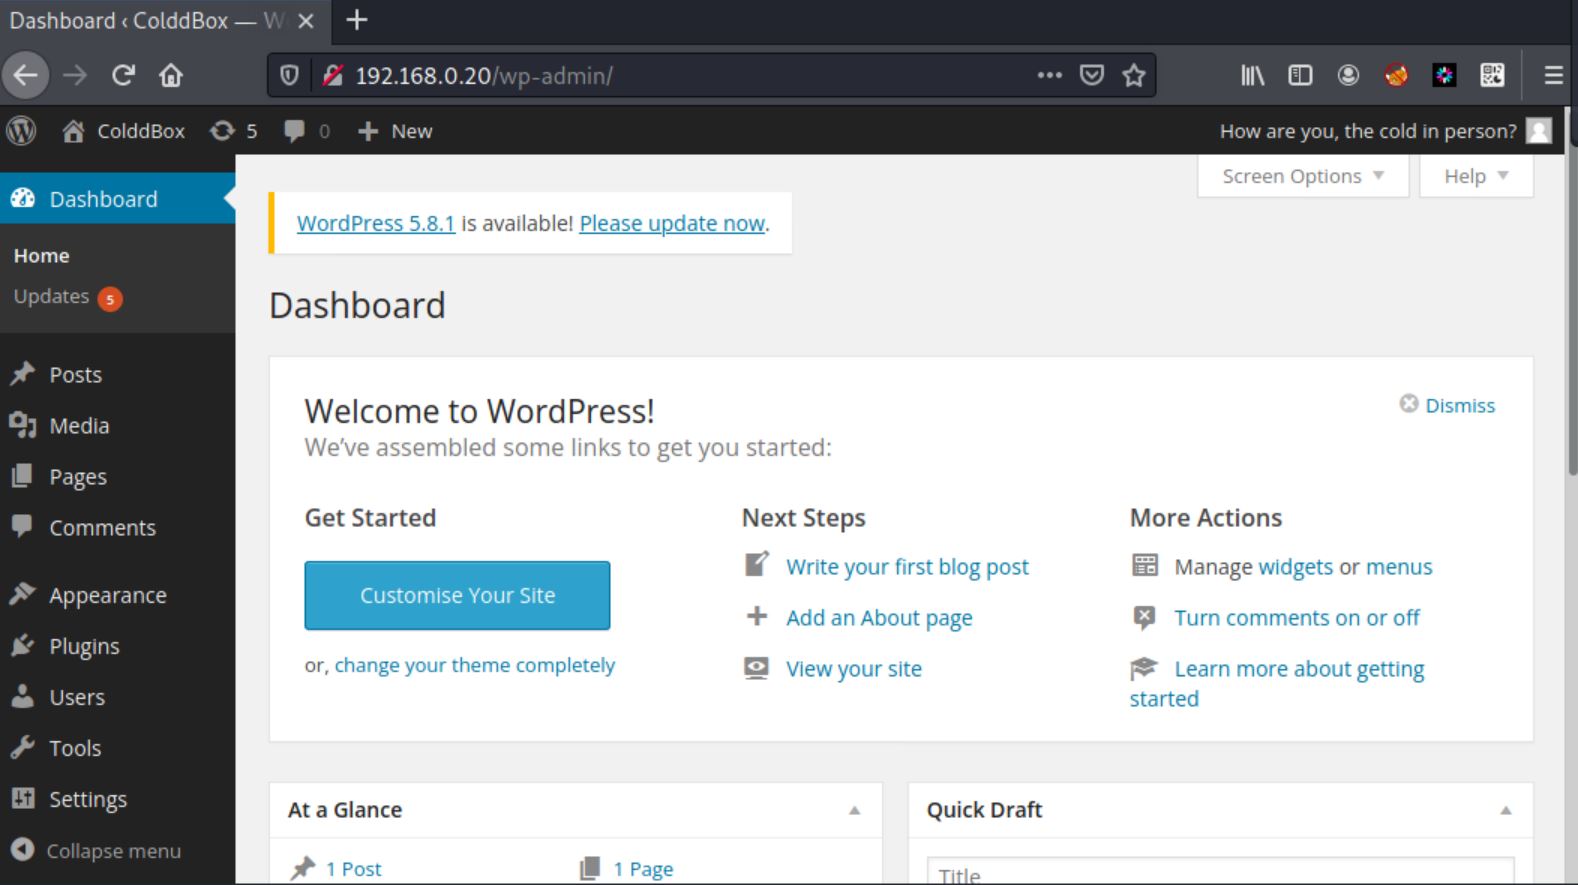 Dashboard ‹ ColddBox — W
192.168.0.20/wp-admin/
ColddBox 5 0 New How are you, the cold in person?
Screen Options Help
Dashboard
Home
Updates 5
Posts
Media
Pages
Comments
Appearance
Plugins
Users
Tools
Settings
Collapse menu
WordPress 5.8.1 is available! Please update now.
Dashboard
Welcome to WordPress!
Dismiss
We've assembled some links to get you started:
Get Started
Customise Your Site
or, change your theme completely
Next Steps
Write your first blog post
Add an About page
View your site
More Actions
Manage widgets or menus
Turn comments on or off
Learn more about getting
started
At a Glance
1 Post 1 Page
Quick Draft
Title